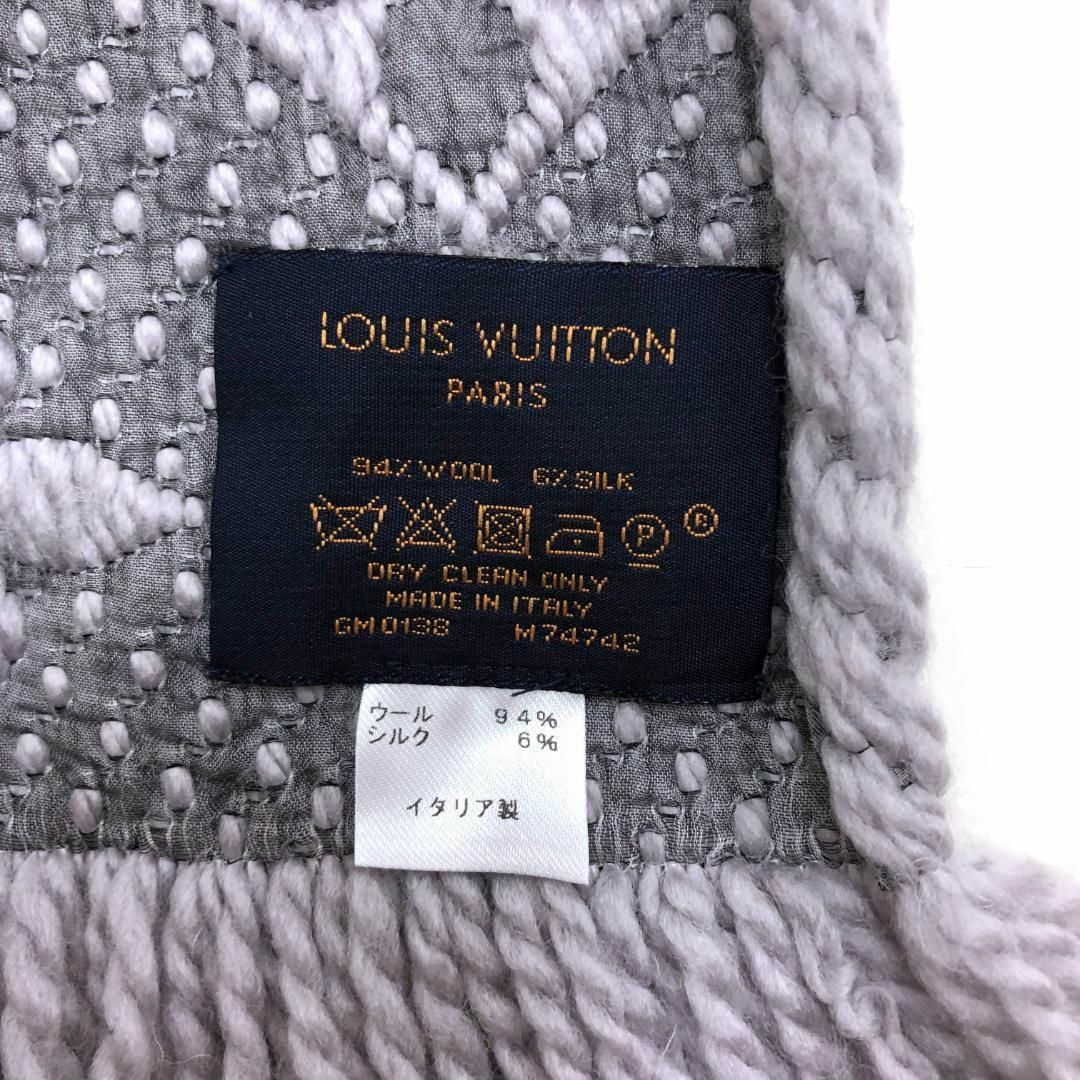 LOUIS VUITTON
PARIS
94% WOOL 6% SILK
P ®
DRY CLEAN ONLY
MADE IN ITALY
GM0198 M74742
ウール 94%
シルク 6%
イタリア製